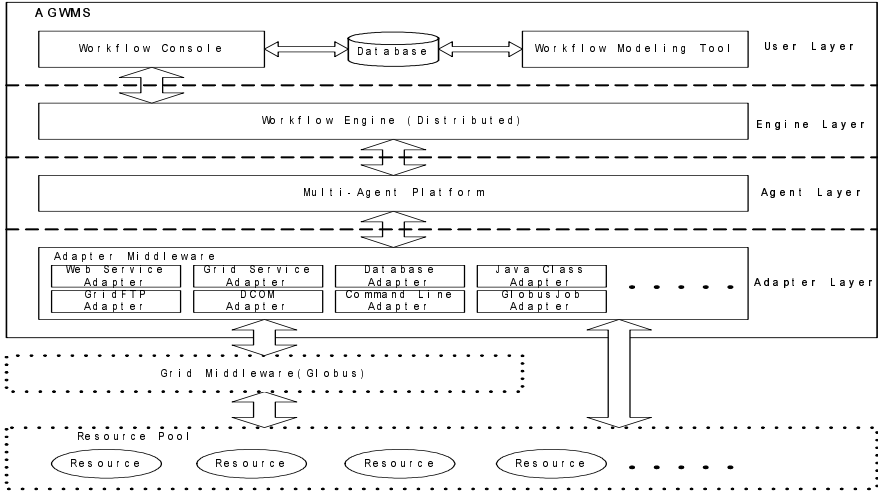 AGWMS
Workflow Console
Database
Workflow Modeling Tool
User Layer
Workflow Engine (Distributed)
Engine Layer
Multi-Agent Platform
Agent Layer
Adapter Middleware
Web Service
Adapter
Grid Service
Adapter
Database
Adapter
Java Class
Adapter
GridFTP
Adapter
DCOM
Adapter
Command Line
Adapter
GlobusJob
Adapter
Adapter Layer
Grid Middleware(Globus)
Resource Pool
Resource
Resource
Resource
Resource